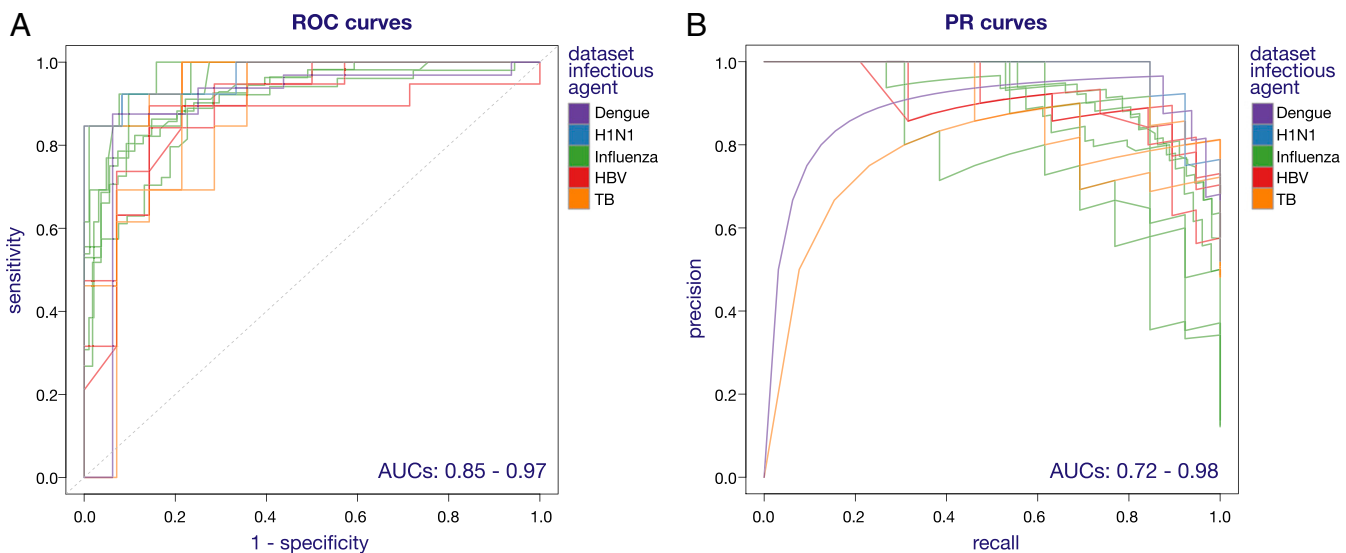 A
ROC curves
sensitivity
1.0
0.8
0.6
0.4
0.2
0.0
0.0 0.2 0.4 0.6 0.8 1.0
1 - specificity
AUCs: 0.85 - 0.97
dataset
infectious
agent
Dengue
H1N1
Influenza
HBV
TB
B
PR curves
precision
1.0
0.8
0.6
0.4
0.2
0.0
0.0 0.2 0.4 0.6 0.8 1.0
recall
AUCs: 0.72 - 0.98
dataset
infectious
agent
Dengue
H1N1
Influenza
HBV
TB